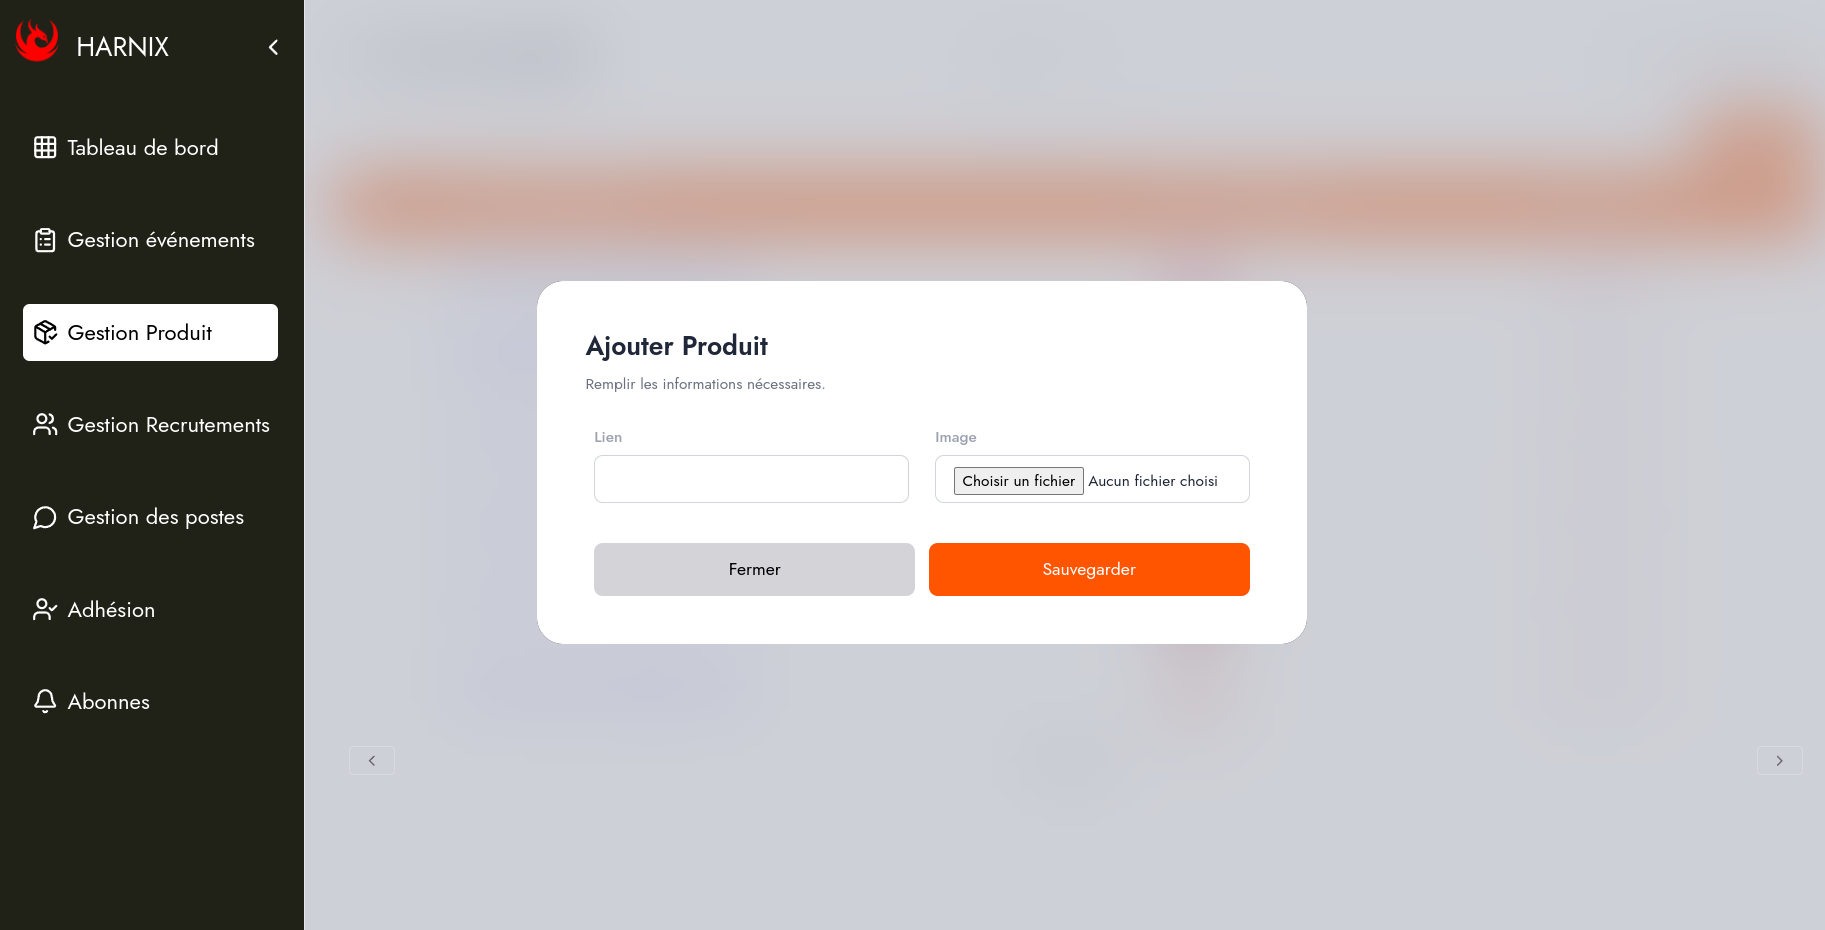 HARNIX
Tableau de bord
Gestion événements
Gestion Produit
Gestion Recrutements
Gestion des postes
Adhésion
Abonnes
Ajouter Produit
Remplir les informations nécessaires.
Lien
Image
Choisir un fichier Aucun fichier choisi
Fermer
Sauvegarder